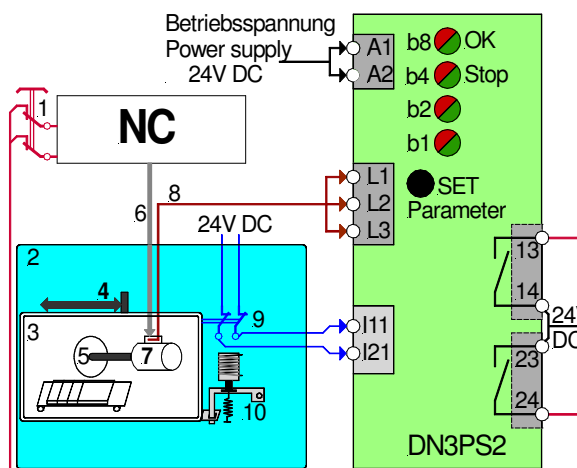 Betriebsspannung
Power supply
24V DC
A1
A2
b8 OK
b4 Stop
b2
b1
1
NC
L1
L2
L3
SET
Parameter
6
8
24V DC
2
4
3
5
7
9
10
I11
I21
13
14
24V
DC
23
24
DN3PS2